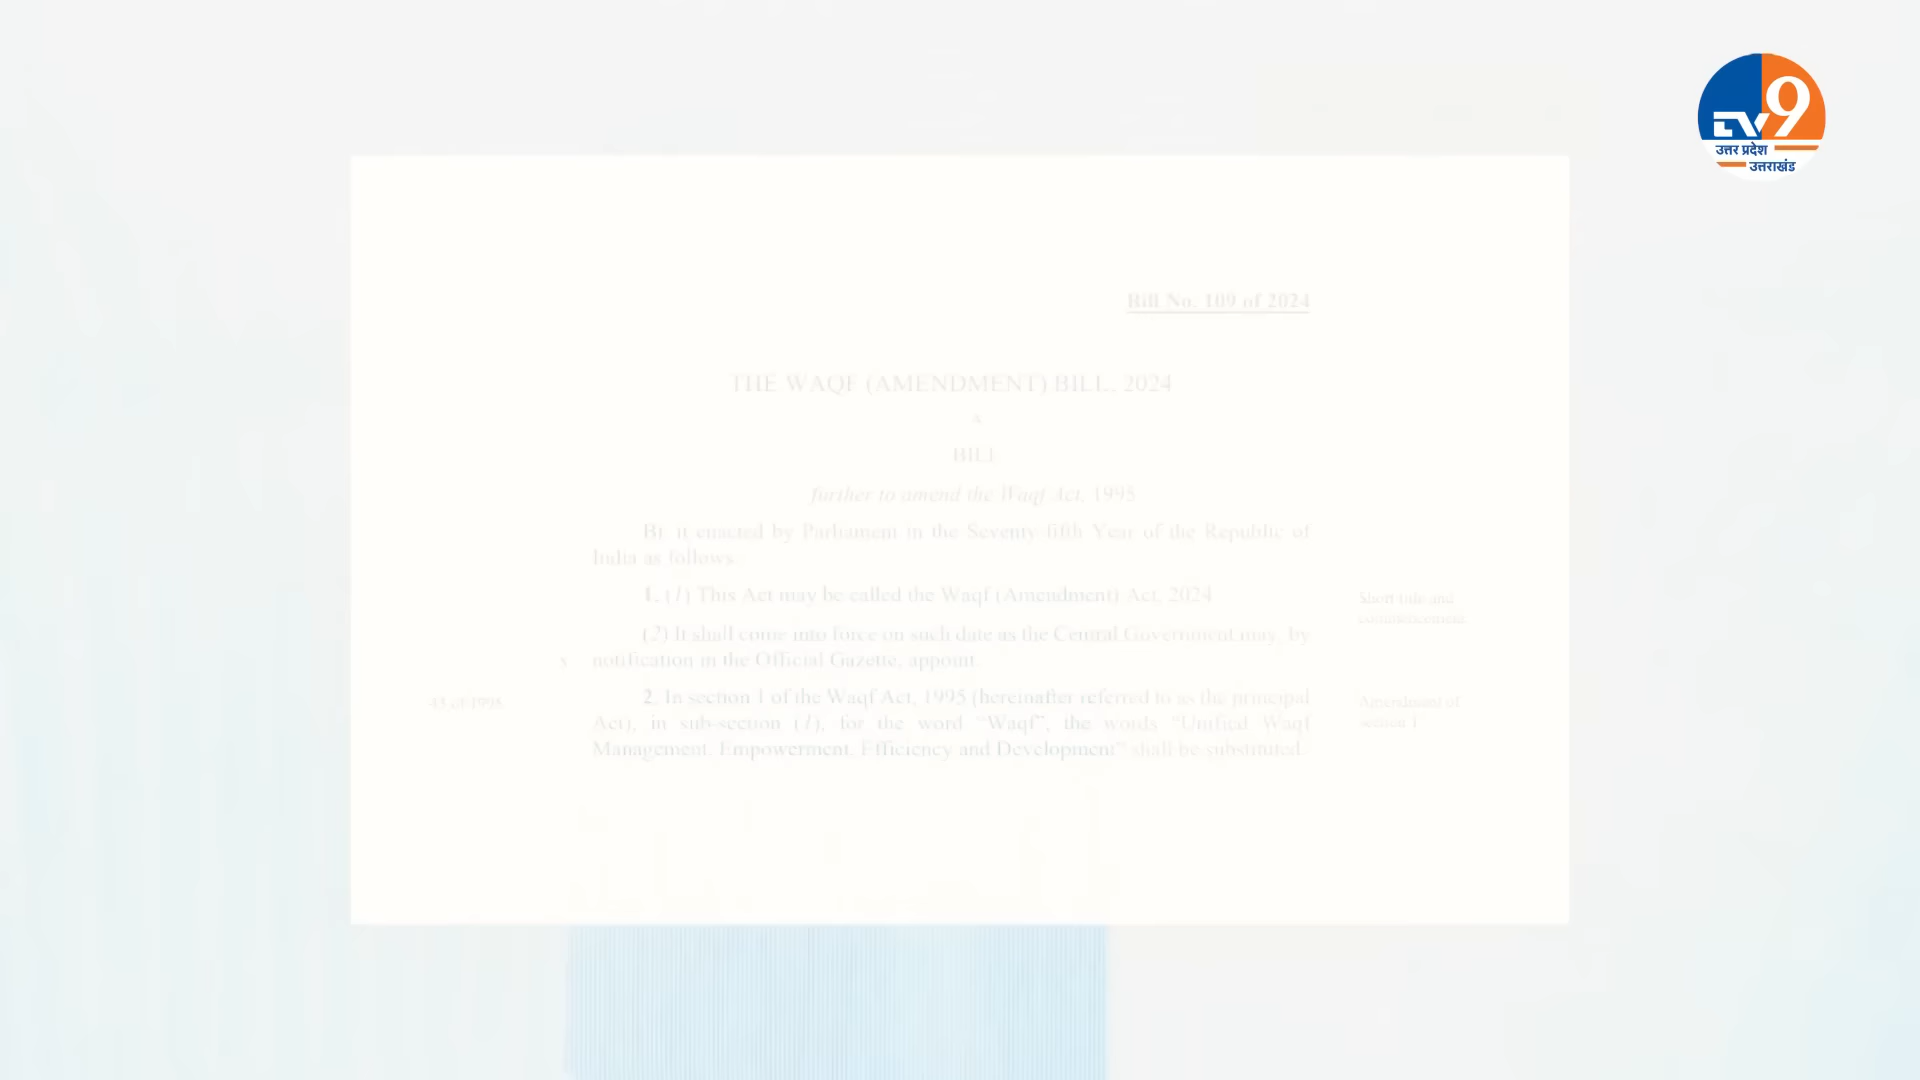 TV9
उत्तर प्रदेश
उत्तराखंड
Bill No. 109 of 2024
THE WAQF (AMENDMENT) BILL, 2024
A
BILL
further to amend the Waqf Act, 1995
BE it enacted by Parliament in the Seventy-fifth Year of the Republic of
India as follows:
1. (1) This Act may be called the Waqf (Amendment) Act, 2024
Short title and
commencement.
(2) It shall come into force on such date as the Central Government may, by
5 notification in the Official Gazette, appoint.
43 of 1995.
2. In section 1 of the Waqf Act, 1995 (hereinafter referred to as the principal
Amendment of
section 1.
Act), in sub-section (1), for the word “Waqf”, the words “Unified Waqf
Management, Empowerment, Efficiency and Development” shall be substituted.